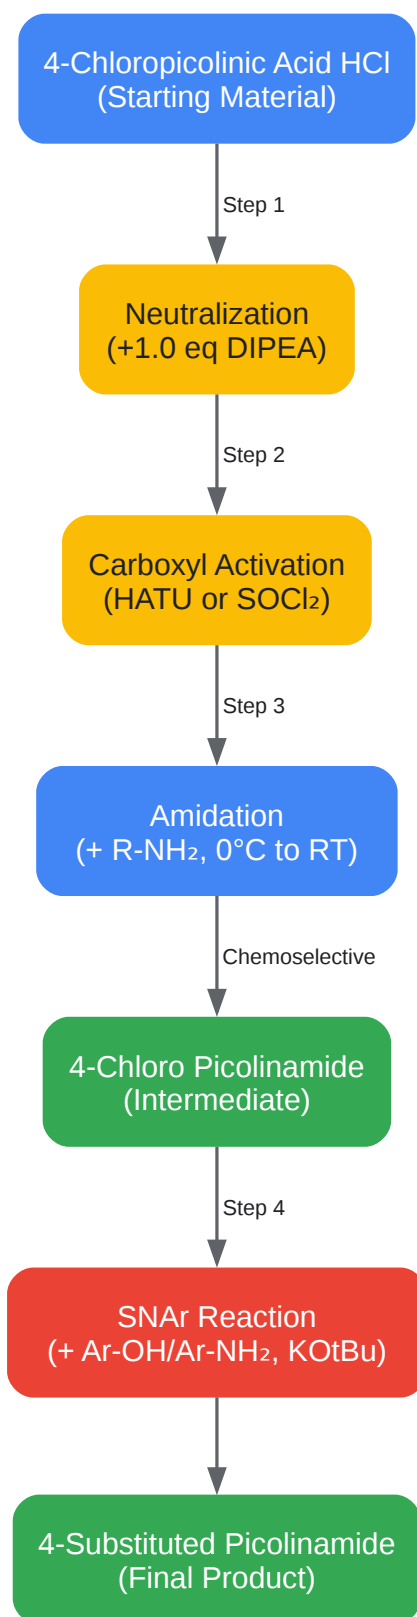 4-Chloropicolinic Acid HCl
(Starting Material)
Step 1
Neutralization
(+1.0 eq DIPEA)
Step 2
Carboxyl Activation
(HATU or SOCl₂)
Step 3
Amidation
(+ R-NH₂, 0°C to RT)
Chemoselective
4-Chloro Picolinamide
(Intermediate)
Step 4
SNAr Reaction
(+ Ar-OH/Ar-NH₂, KOtBu)
4-Substituted Picolinamide
(Final Product)